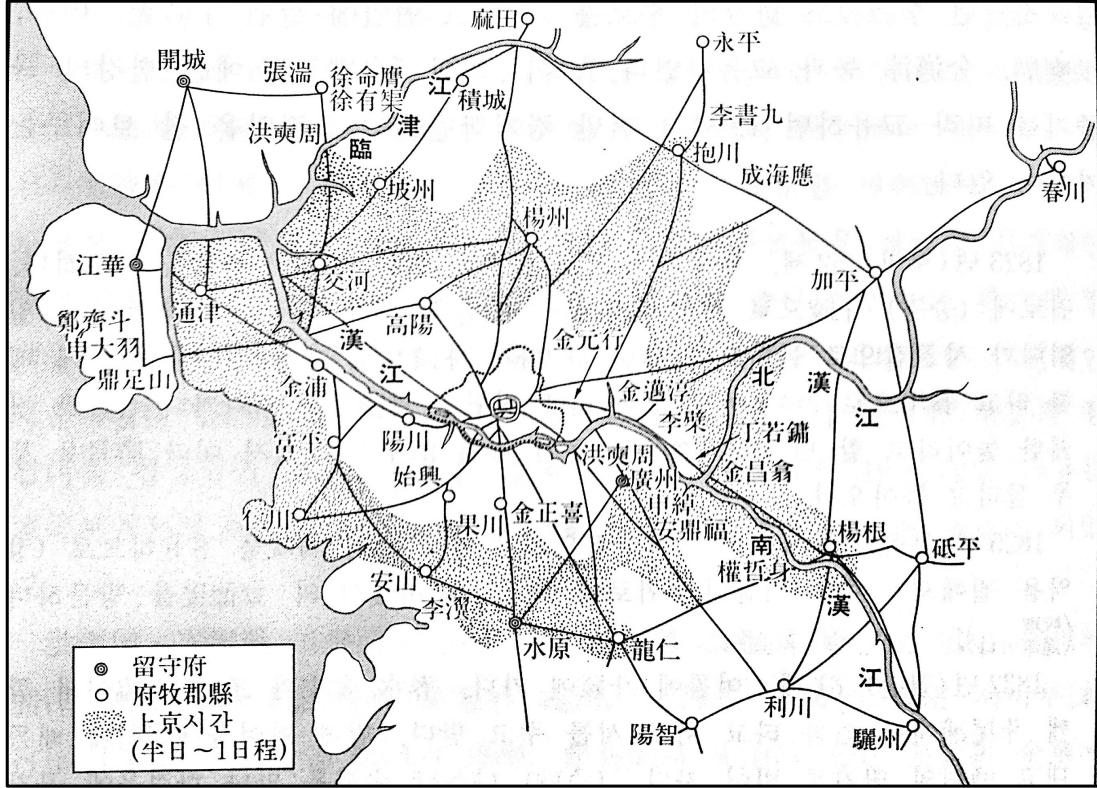 麻田
永平
開城
張湍
徐命膺
徐有榘
江
積城
津
臨
洪奭周
李書九
抱川
成海應
坡州
春川
楊州
江華
交河
加平
通津
高陽
鄭齊斗
申大羽
漢
金元行
鼎足山
江
北
漢
江
金浦
金邁淳
李檗
陽川
丁若鏞
富平
洪奭周
金昌翕
始興
廣州
仁川
果川
金正喜
申綽
安鼎福
南
楊根
砥平
權哲身
漢
安山
李瀷
水原
龍仁
江
利川
陽智
驪州
留守府
府牧郡縣
上京시간
(半日~1日程)